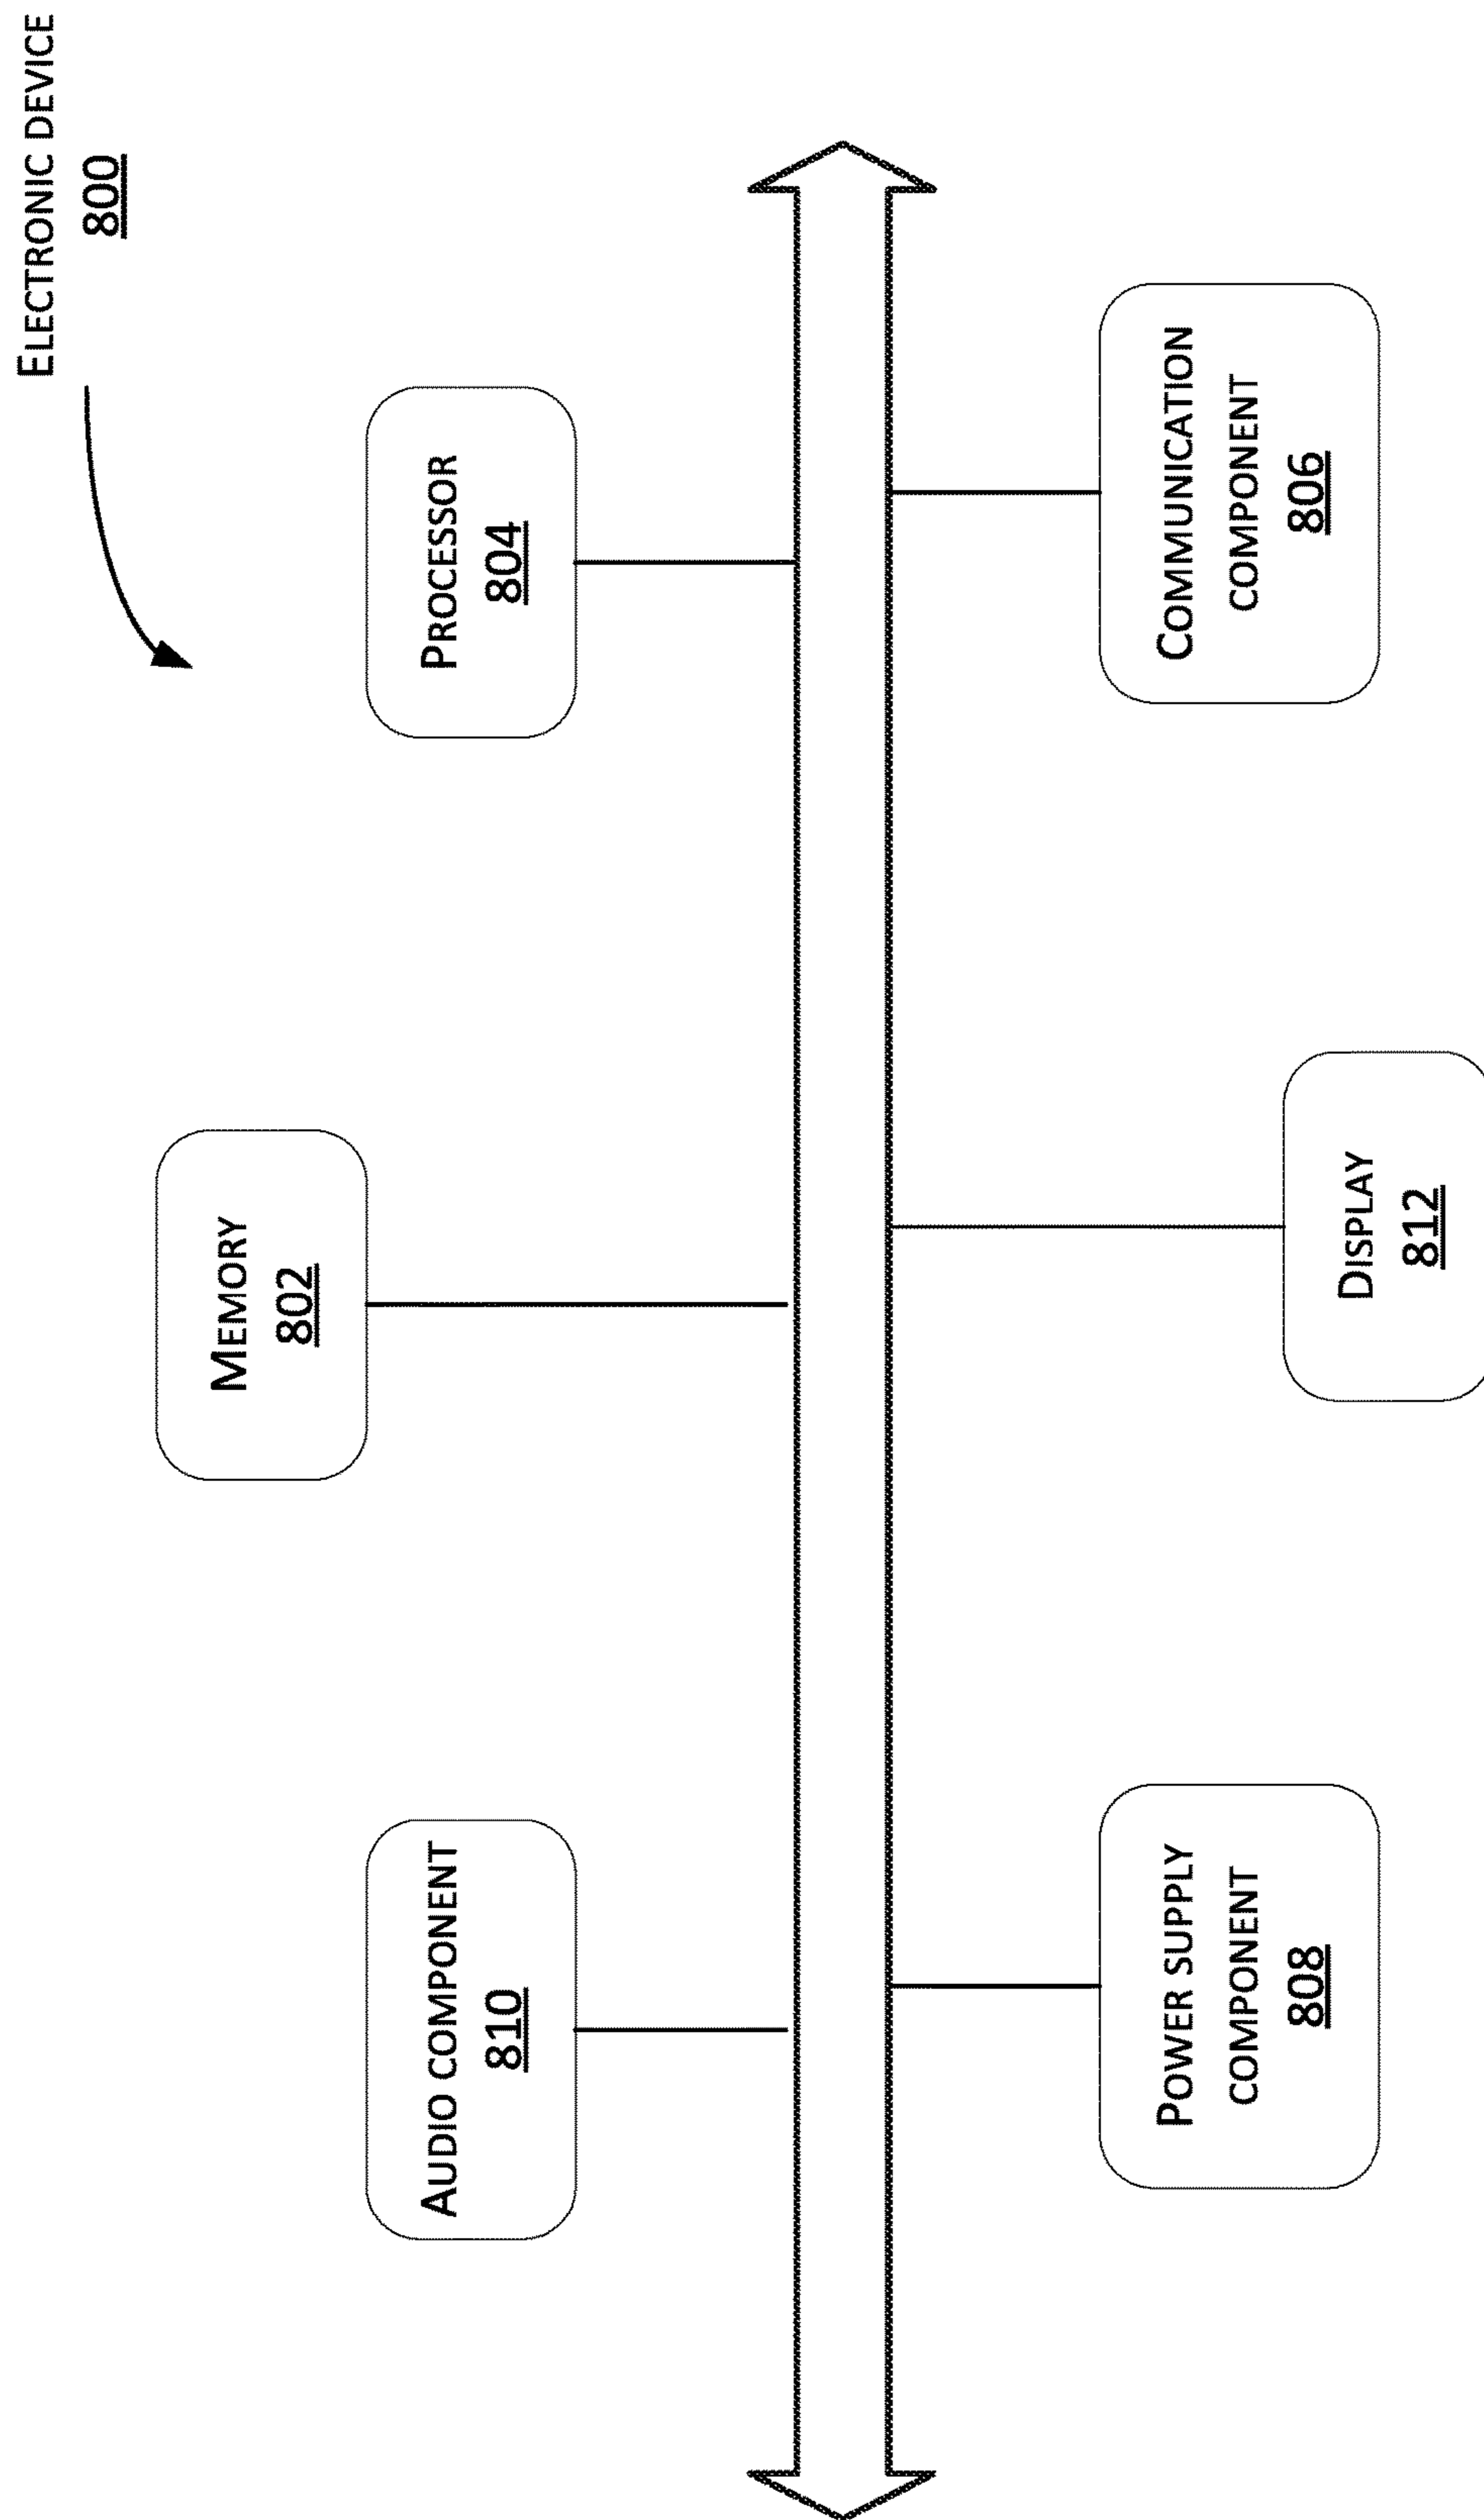 ELECTRONIC DEVICE
800
MEMORY
802
AUDIO COMPONENT
810
PROCESSOR
804
POWER SUPPLY
COMPONENT
808
COMMUNICATION
COMPONENT
806
DISPLAY
812